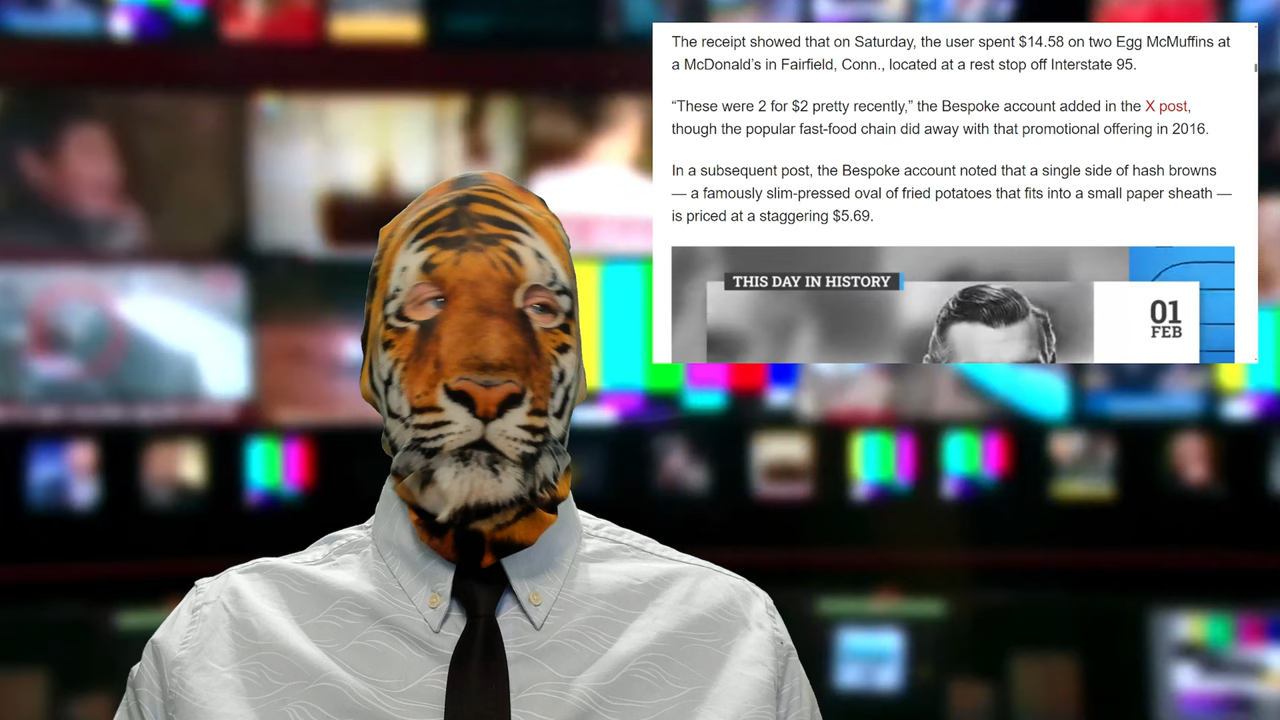 The receipt showed that on Saturday, the user spent $14.58 on two Egg McMuffins at
a McDonald’s in Fairfield, Conn., located at a rest stop off Interstate 95.
“These were 2 for $2 pretty recently,” the Bespoke account added in the X post,
though the popular fast-food chain did away with that promotional offering in 2016.
In a subsequent post, the Bespoke account noted that a single side of hash browns
— a famously slim-pressed oval of fried potatoes that fits into a small paper sheath —
is priced at a staggering $5.69.
THIS DAY IN HISTORY
01
FEB